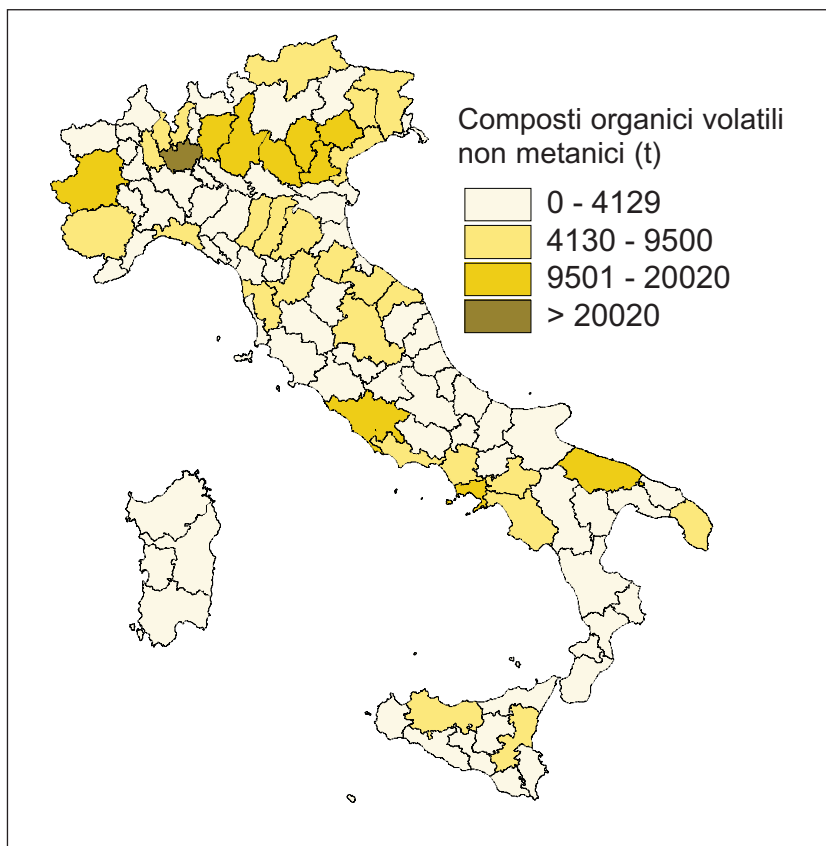 Composti organici volatili
non metanici (t)
0 - 4129
4130 - 9500
9501 - 20020
> 20020